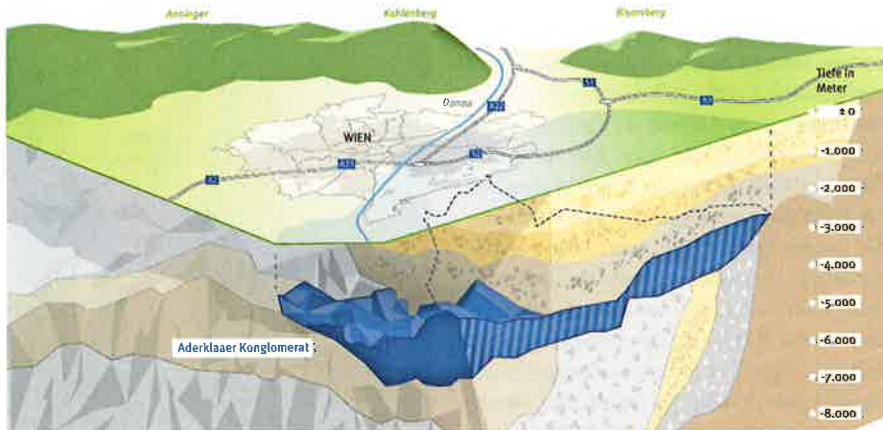 Anninger
Kahlenberg
Bisamberg
Tiefe in
Meter
± 0
-1.000
-2.000
-3.000
-4.000
-5.000
-6.000
-7.000
-8.000
Donau
WIEN
A22
S1
A5
A23
S2
A2
Aderklaaer Konglomerat